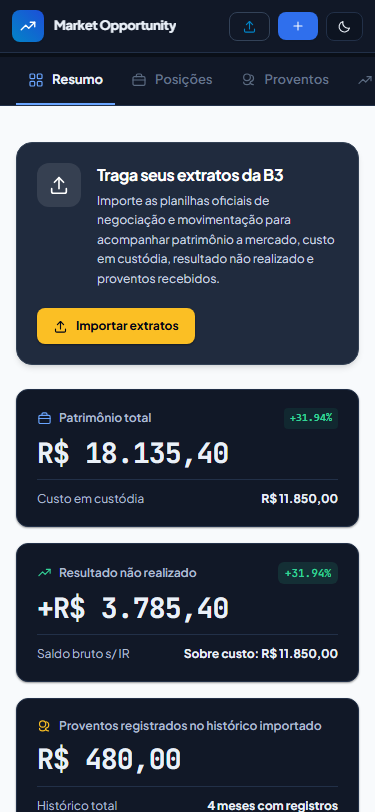 Market Opportunity
Resumo
Posições
Proventos
Traga seus extratos da B3
Importe as planilhas oficiais de
negociação e movimentação para
acompanhar patrimônio a mercado, custo
em custódia, resultado não realizado e
proventos recebidos.
Importar extratos
Patrimônio total
+31.94%
R$ 18.135,40
Custo em custódia
R$ 11.850,00
Resultado não realizado
+31.94%
+R$ 3.785,40
Saldo bruto s/ IR
Sobre custo: R$ 11.850,00
Proventos registrados no histórico importado
R$ 480,00
Histórico total
4 meses com registros